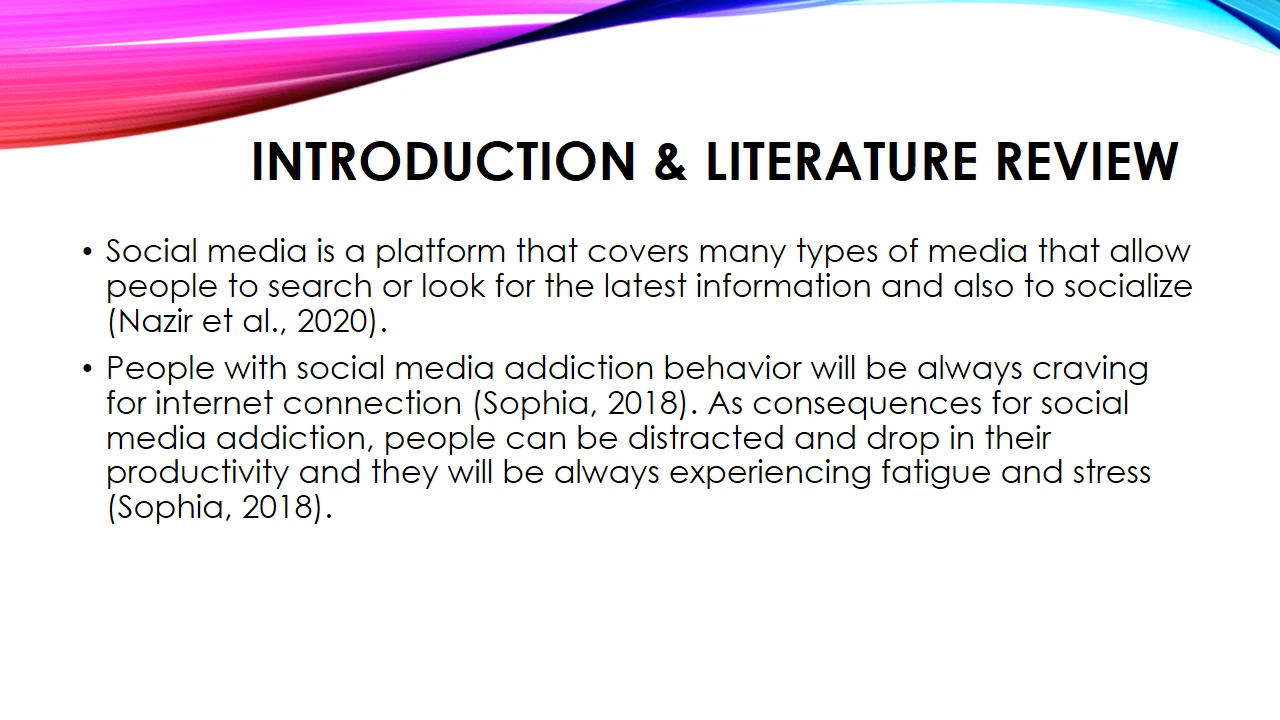 INTRODUCTION & LITERATURE REVIEW
• Social media is a platform that covers many types of media that allow
people to search or look for the latest information and also to socialize
(Nazir et al., 2020).
• People with social media addiction behavior will be always craving
for internet connection (Sophia, 2018). As consequences for social
media addiction, people can be distracted and drop in their
productivity and they will be always experiencing fatigue and stress
(Sophia, 2018).